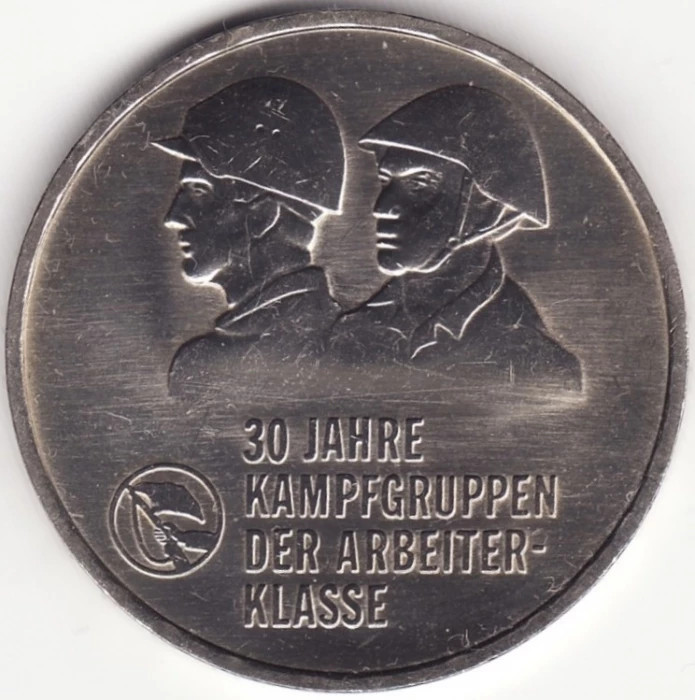 30 JAHRE
KAMPFGRUPPEN
DER ARBEITER-
KLASSE